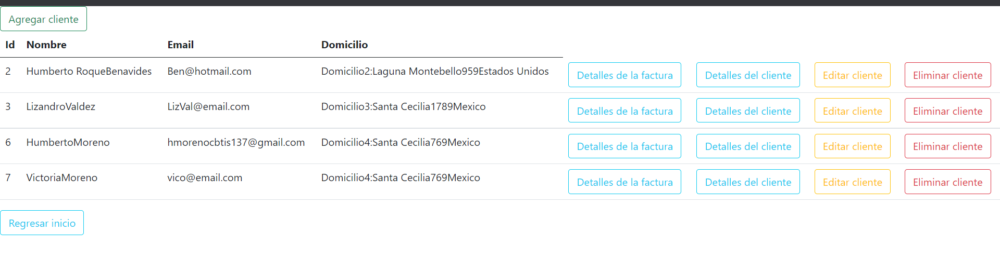 Agregar cliente
Id Nombre Email Domicilio
2 Humberto RoqueBenavides Ben@hotmail.com Domicilio2:Laguna Montebello959Estados Unidos Detalles de la factura Detalles del cliente Editar cliente Eliminar cliente
3 LizandroValdez LizVal@email.com Domicilio3:Santa Cecilia1789Mexico Detalles de la factura Detalles del cliente Editar cliente Eliminar cliente
6 HumbertoMoreno hmorenocbtis137@gmail.com Domicilio4:Santa Cecilia769Mexico Detalles de la factura Detalles del cliente Editar cliente Eliminar cliente
7 VictoriaMoreno vico@email.com Domicilio4:Santa Cecilia769Mexico Detalles de la factura Detalles del cliente Editar cliente Eliminar cliente
Regresar inicio